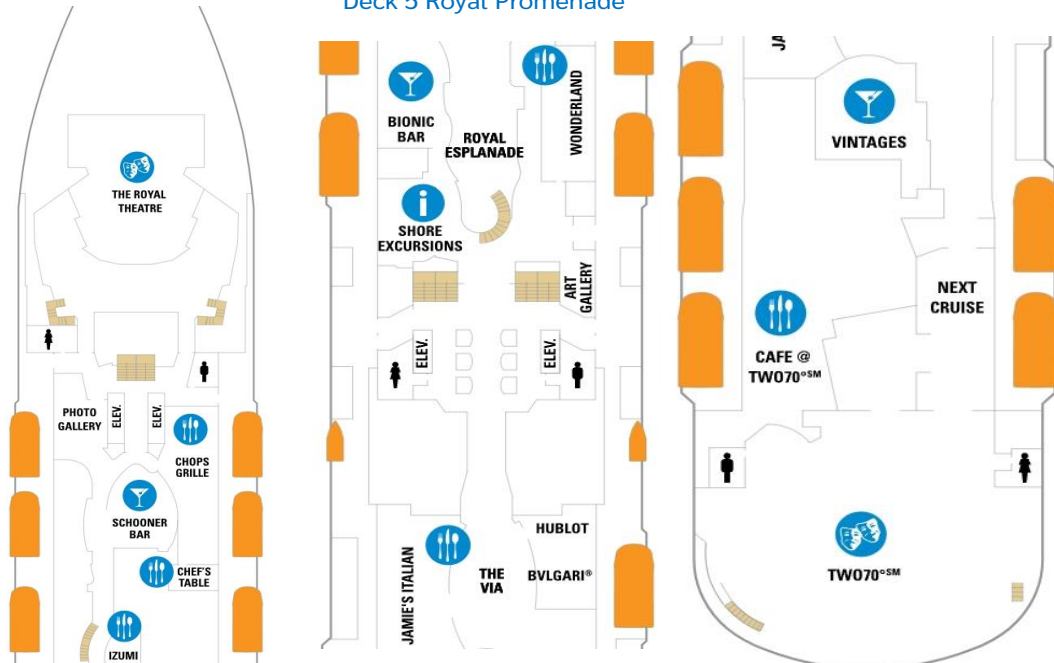 Deck 5 Royal Promenade
THE ROYAL
THEATRE
PHOTO
GALLERY
ELEV.
ELEV.
CHOPS
GRILLE
SCHOONER
BAR
CHEF'S
TABLE
IZUMI
BIONIC
BAR
ROYAL
ESPLANADE
WONDERLAND
i
SHORE
EXCURSIONS
ART
GALLERY
ELEV.
ELEV.
HUBLOT
JAMIE'S ITALIAN
THE
VIA
BVLGARI®
JA
VINTAGES
NEXT
CRUISE
CAFE @
TWO70°SM
TWO70°SM